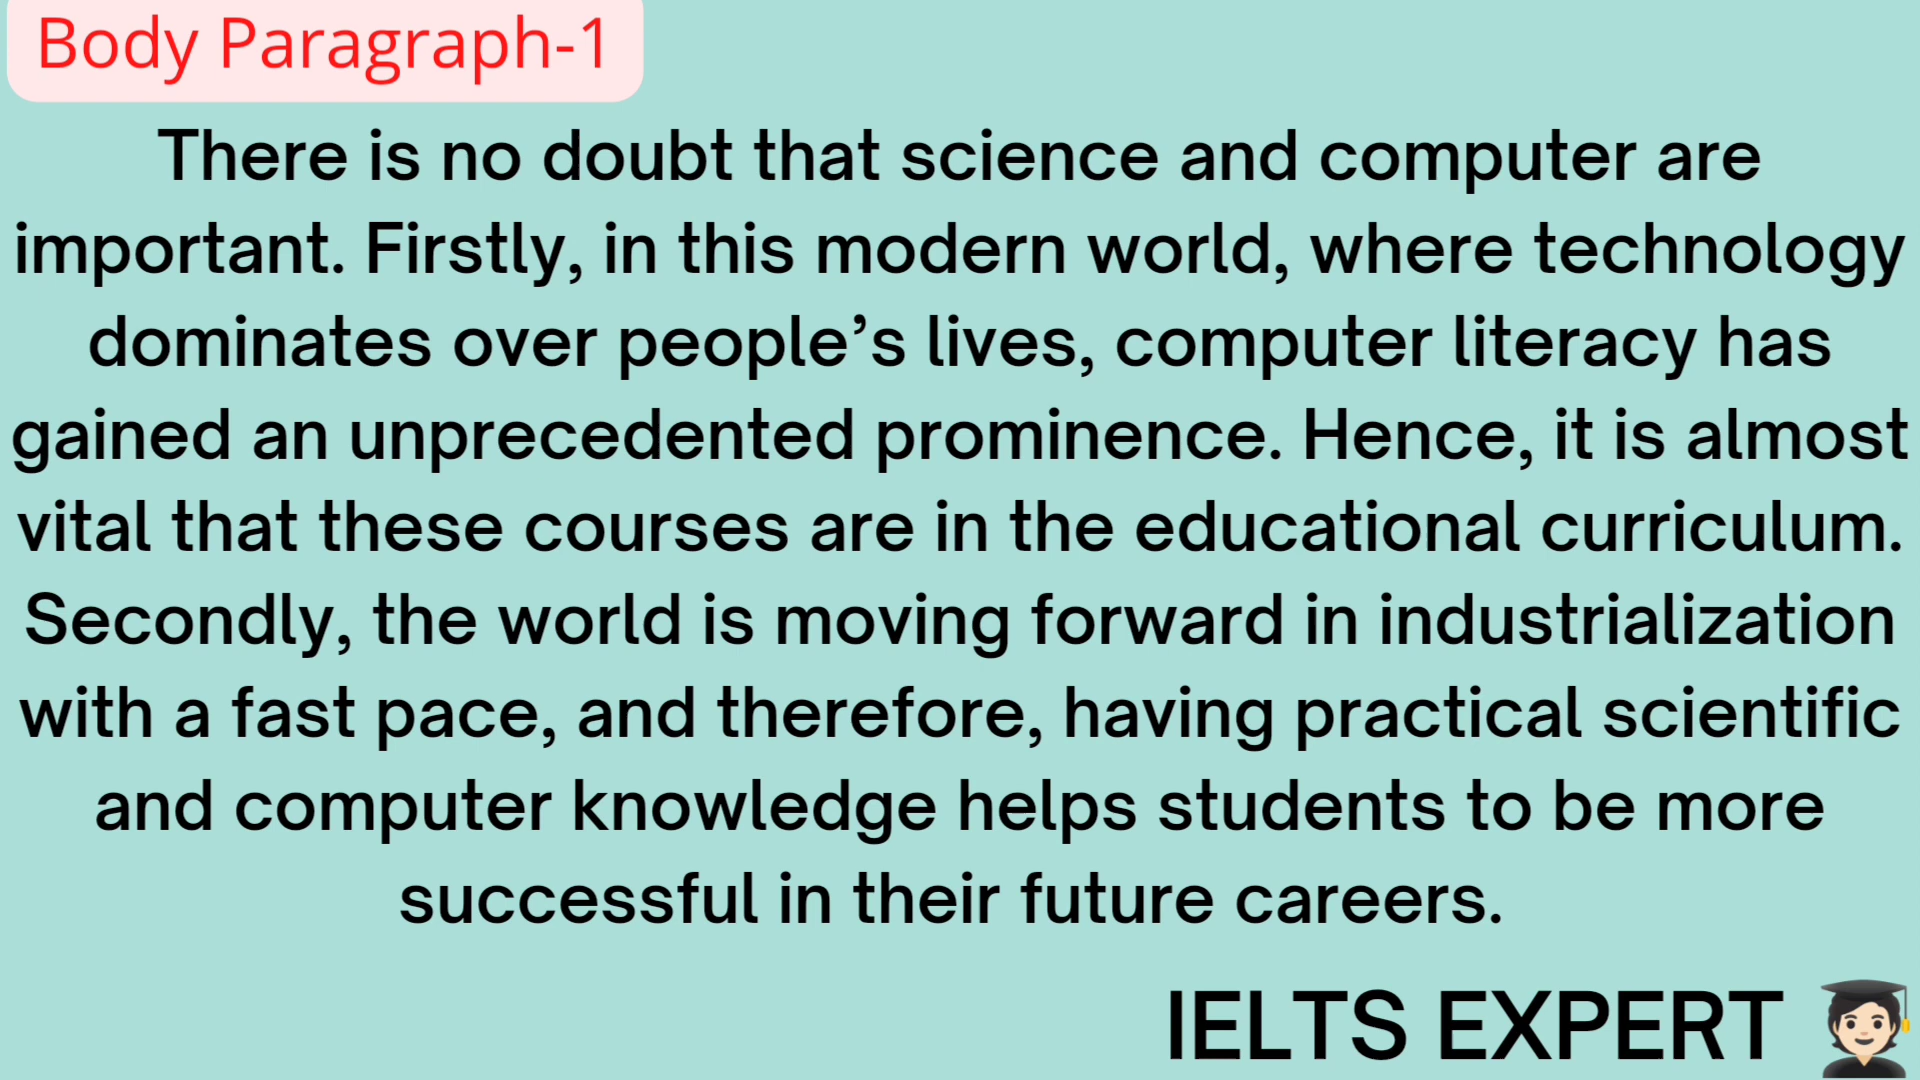 Body Paragraph-1
There is no doubt that science and computer are
important. Firstly, in this modern world, where technology
dominates over people’s lives, computer literacy has
gained an unprecedented prominence. Hence, it is almost
vital that these courses are in the educational curriculum.
Secondly, the world is moving forward in industrialization
with a fast pace, and therefore, having practical scientific
and computer knowledge helps students to be more
successful in their future careers.
IELTS EXPERT